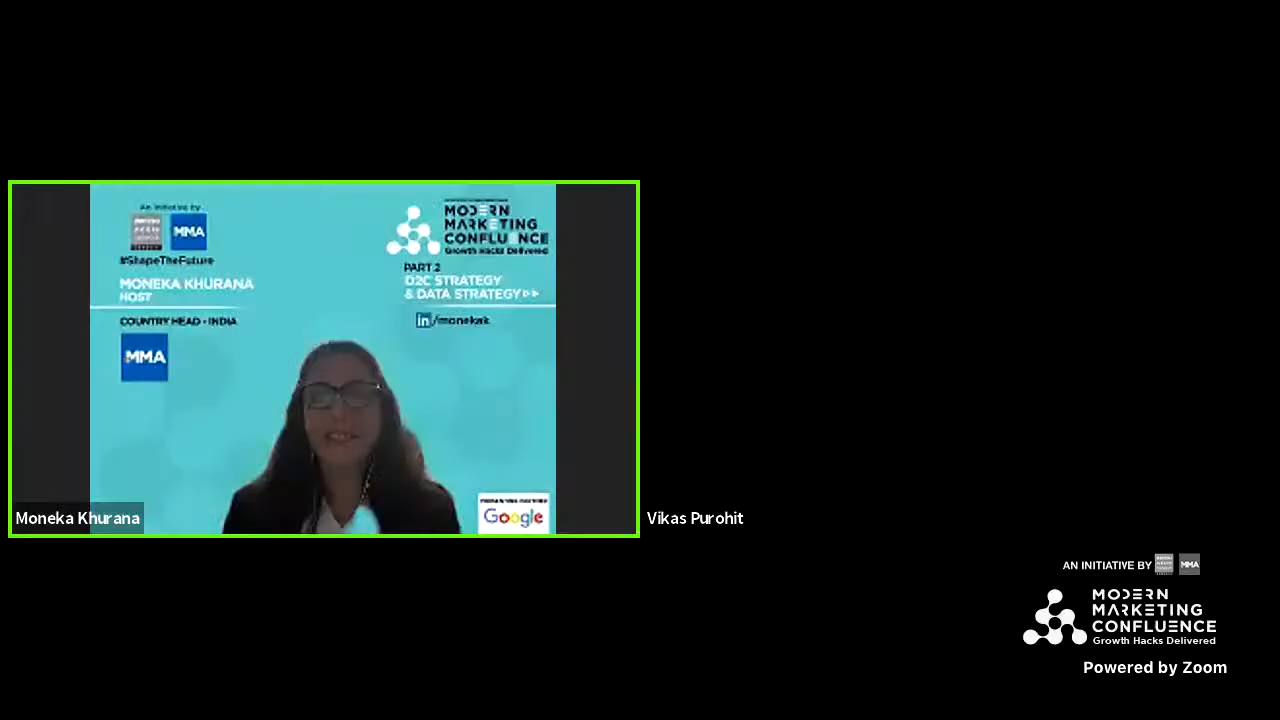 An Initiative by
MMA
#ShapeTheFuture
MONEKA KHURANA
HOST
COUNTRY HEAD - INDIA
MMA
MODERN
MARKETING
CONFLUENCE
Growth Hacks Delivered
PART 2
D2C STRATEGY
& DATA STRATEGY
in/monekak
PRESENTING PARTNER
Google
Moneka Khurana
Vikas Purohit
AN INITIATIVE BY
MMA
MODERN
MARKETING
CONFLUENCE
Growth Hacks Delivered
Powered by Zoom